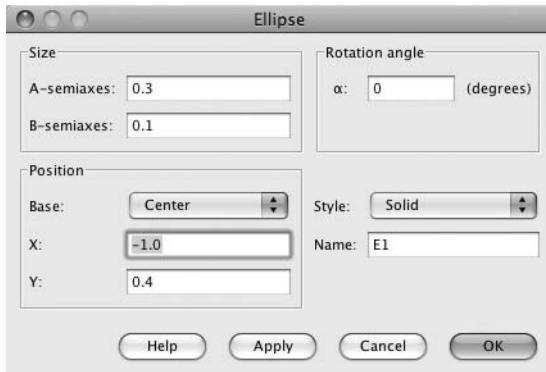 Ellipse
Size
A-semiaxes: 0.3
B-semiaxes: 0.1
Rotation angle
α: 0 (degrees)
Position
Base: Center
X: -1.0
Y: 0.4
Style: Solid
Name: E1
Help Apply Cancel OK